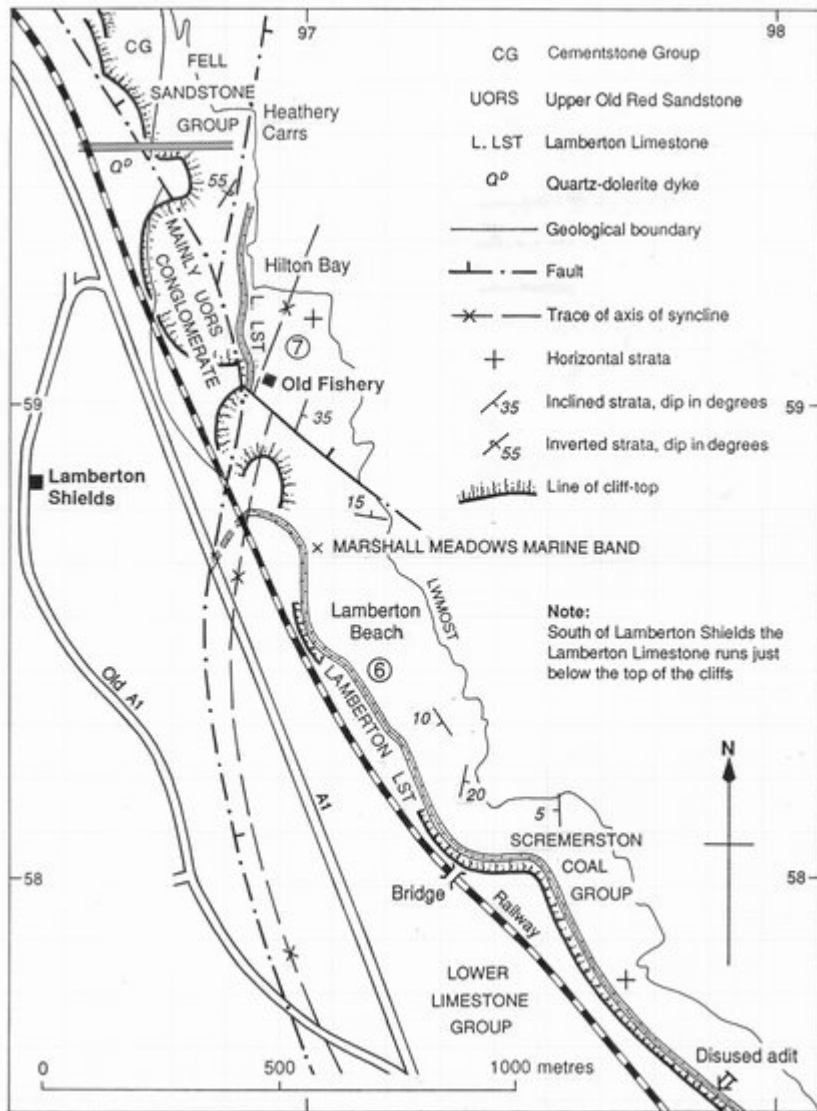 97
98
CG
FELL
SANDSTONE
GROUP
Heathery
Carrs
Qᴰ
55
MAINLY UORS
CONGLOMERATE
Hilton Bay
L. LST
7
Old Fishery
35
59
59
Lamberton
Shields
15
MARSHALL MEADOWS MARINE BAND
LWMOST
Lamberton
Beach
6
LAMBERTON LST
Old A1
A1
10
20
5
SCREMERSTON
COAL
GROUP
58
58
Bridge
Railway
LOWER
LIMESTONE
GROUP
Disused adit
0 500 1000 metres
CG Cementstone Group
UORS Upper Old Red Sandstone
L. LST Lamberton Limestone
Qᴰ Quartz-dolerite dyke
Geological boundary
Fault
Trace of axis of syncline
Horizontal strata
35 Inclined strata, dip in degrees
55 Inverted strata, dip in degrees
Line of cliff-top
Note:
South of Lamberton Shields the
Lamberton Limestone runs just
below the top of the cliffs
N